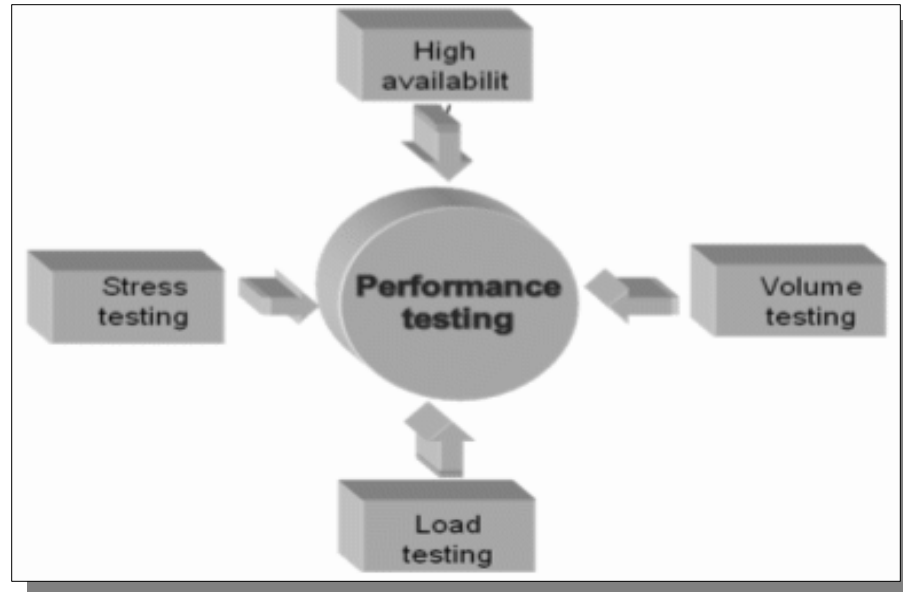 High
availabilit
Stress
testing
Performance
testing
Volume
testing
Load
testing